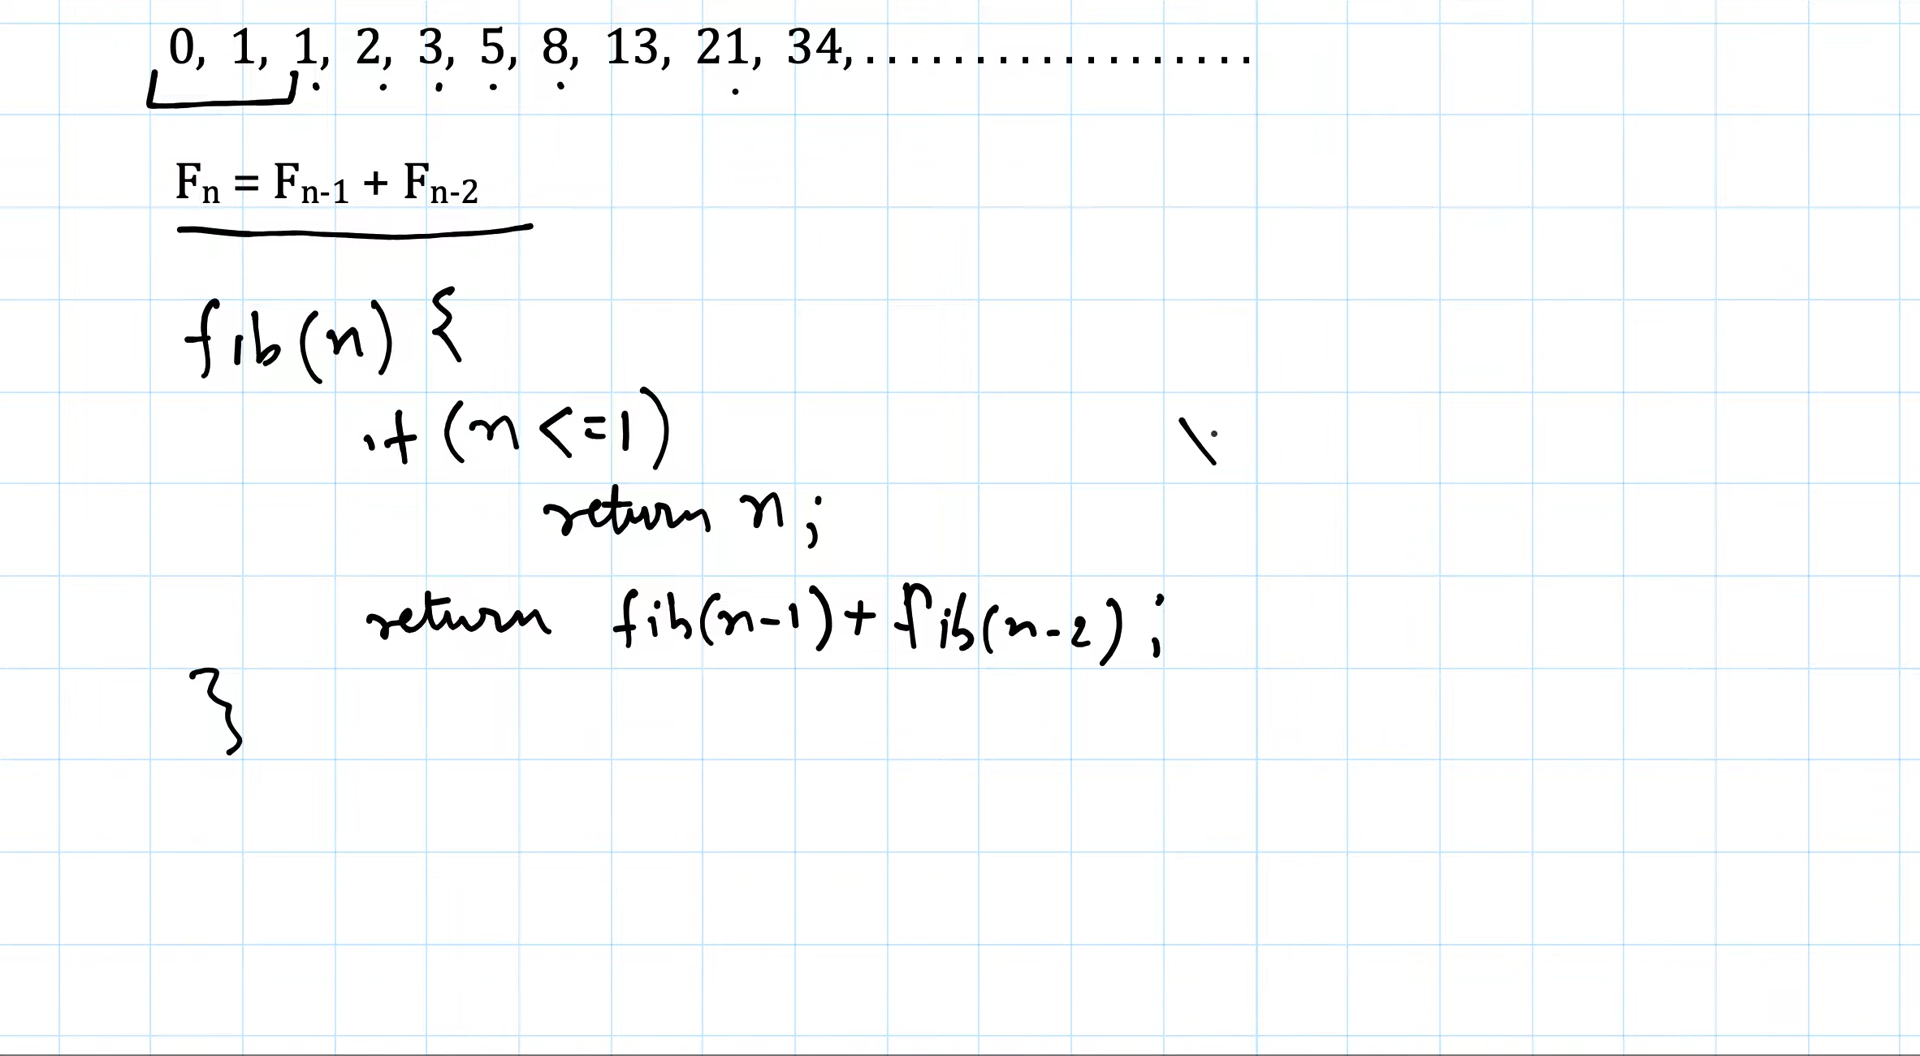 0, 1, 1, 2, 3, 5, 8, 13, 21, 34,..................
Fn = Fn-1 + Fn-2
fib(n) {
if (n <= 1)
return n;
return fib(n-1) + fib(n-2);
}